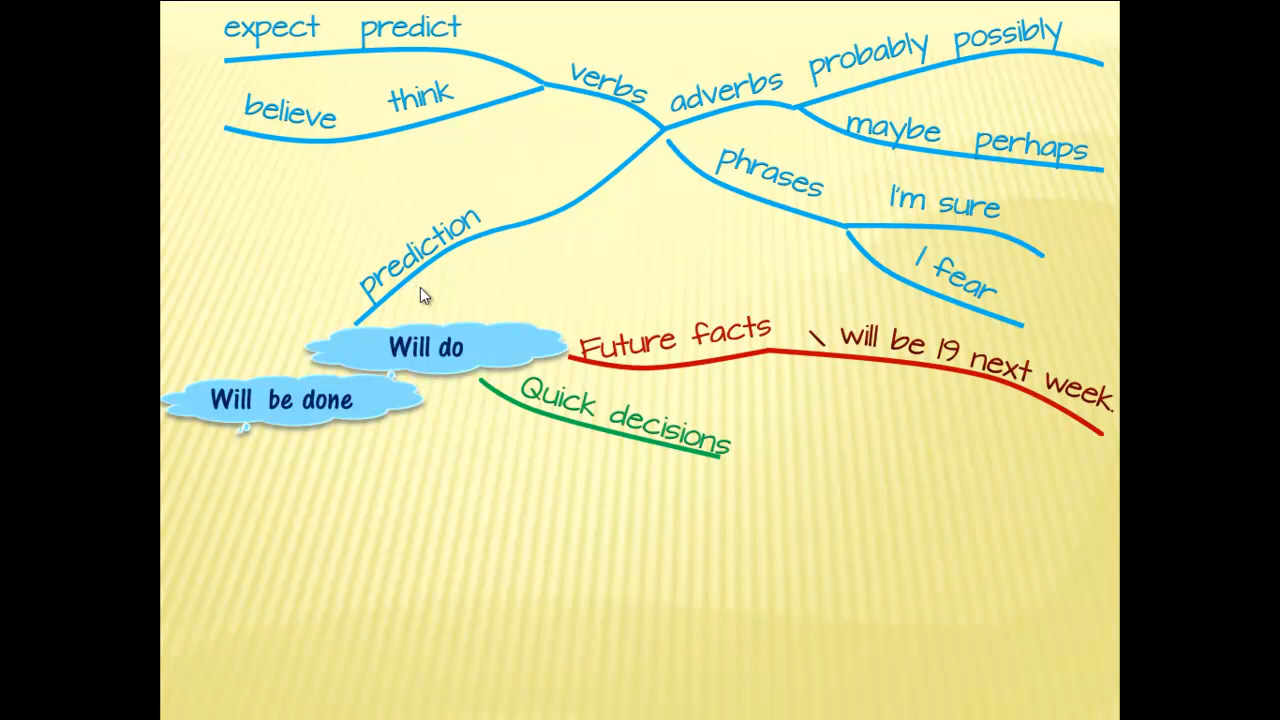 expect predict
believe think
verbs
adverbs
probably possibly
maybe perhaps
phrases
I'm sure
I fear
prediction
Will do
Will be done
Future facts
I will be 19 next week.
Quick decisions